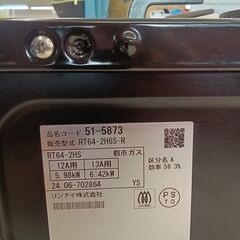 品名コード 51-5873
販売型式 RT64-2H6S-R
RT64-2HS 都市ガス
12A用 13A用
5.98kW 6.42kW
24.06-702864 YS
リンナイ株式会社
区分名 A
効率 56.3%
PS
TG